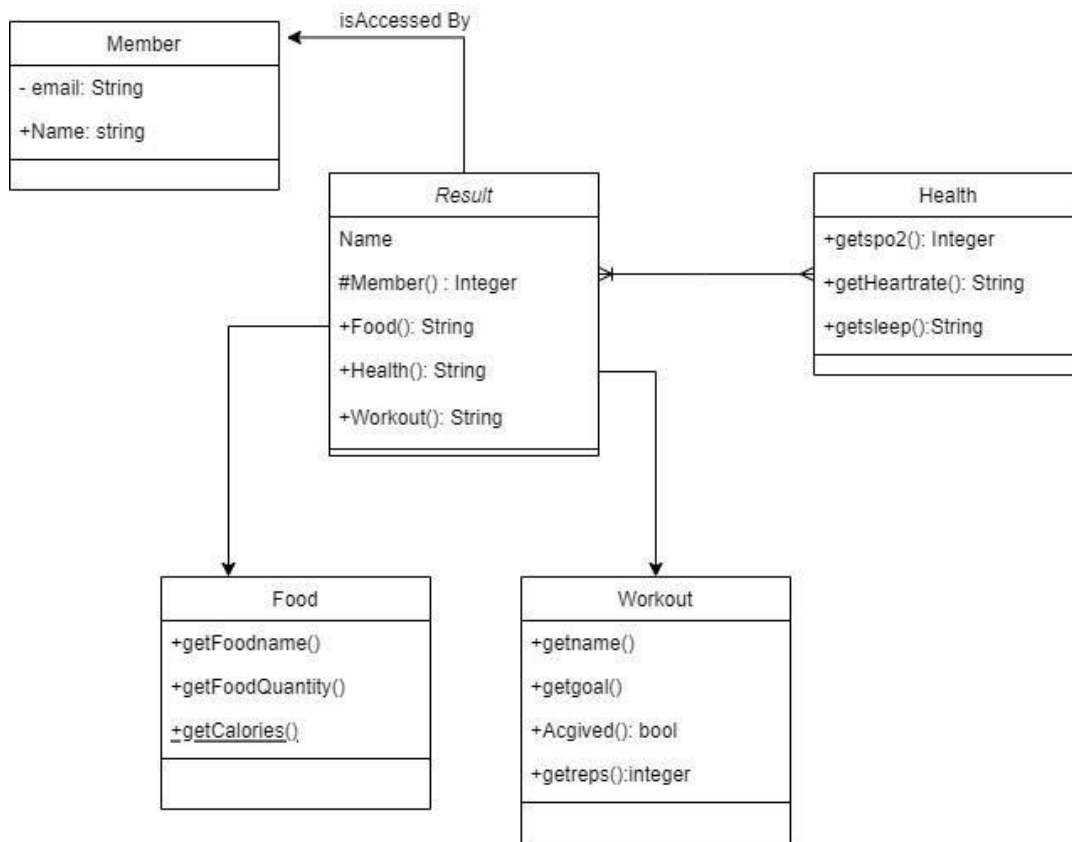 isAccessed By
Member
- email: String
+Name: string
Result
Name
#Member() : Integer
+Food(): String
+Health(): String
+Workout(): String
Health
+getspo2(): Integer
+getHeartrate(): String
+getsleep():String
Food
+getFoodname()
+getFoodQuantity()
+getCalories()
Workout
+getname()
+getgoal()
+Acgived(): bool
+getreps():integer